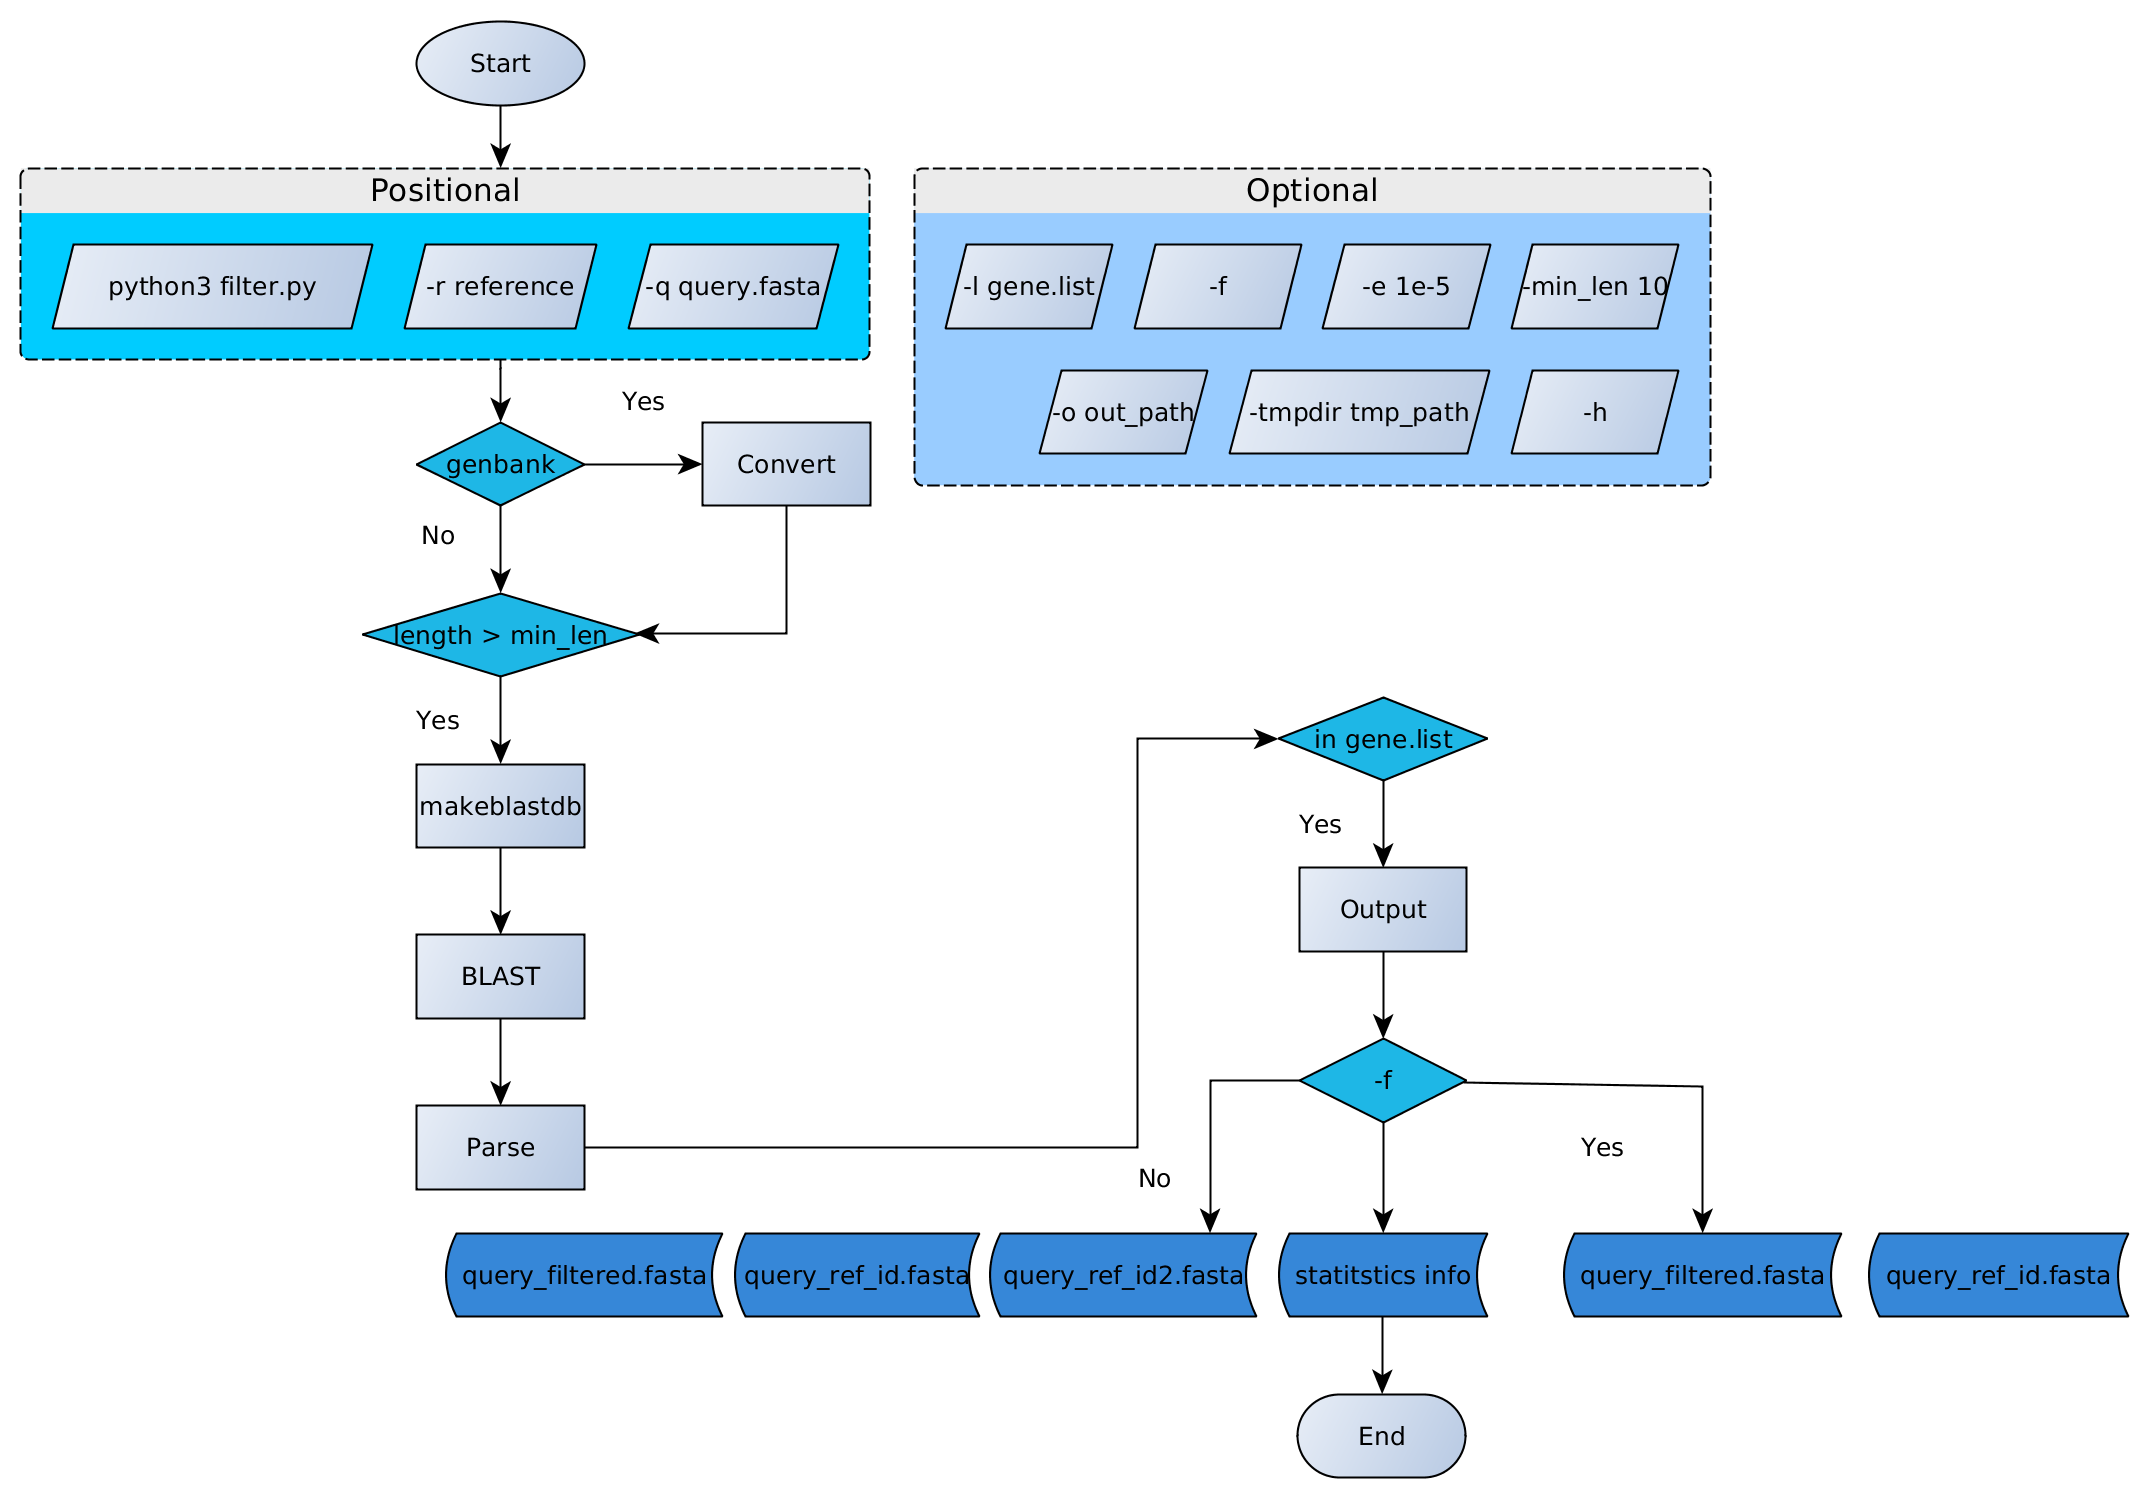 Start
Positional
python3 filter.py
-r reference
-q query.fasta
Optional
-l gene.list
-f
-e 1e-5
-min_len 10
-o out_path
-tmpdir tmp_path
-h
Yes
genbank
Convert
No
length > min_len
Yes
makeblastdb
BLAST
Parse
in gene.list
Yes
Output
-f
No
Yes
query_filtered.fasta
query_ref_id.fasta
query_ref_id2.fasta
statitstics info
query_filtered.fasta
query_ref_id.fasta
End